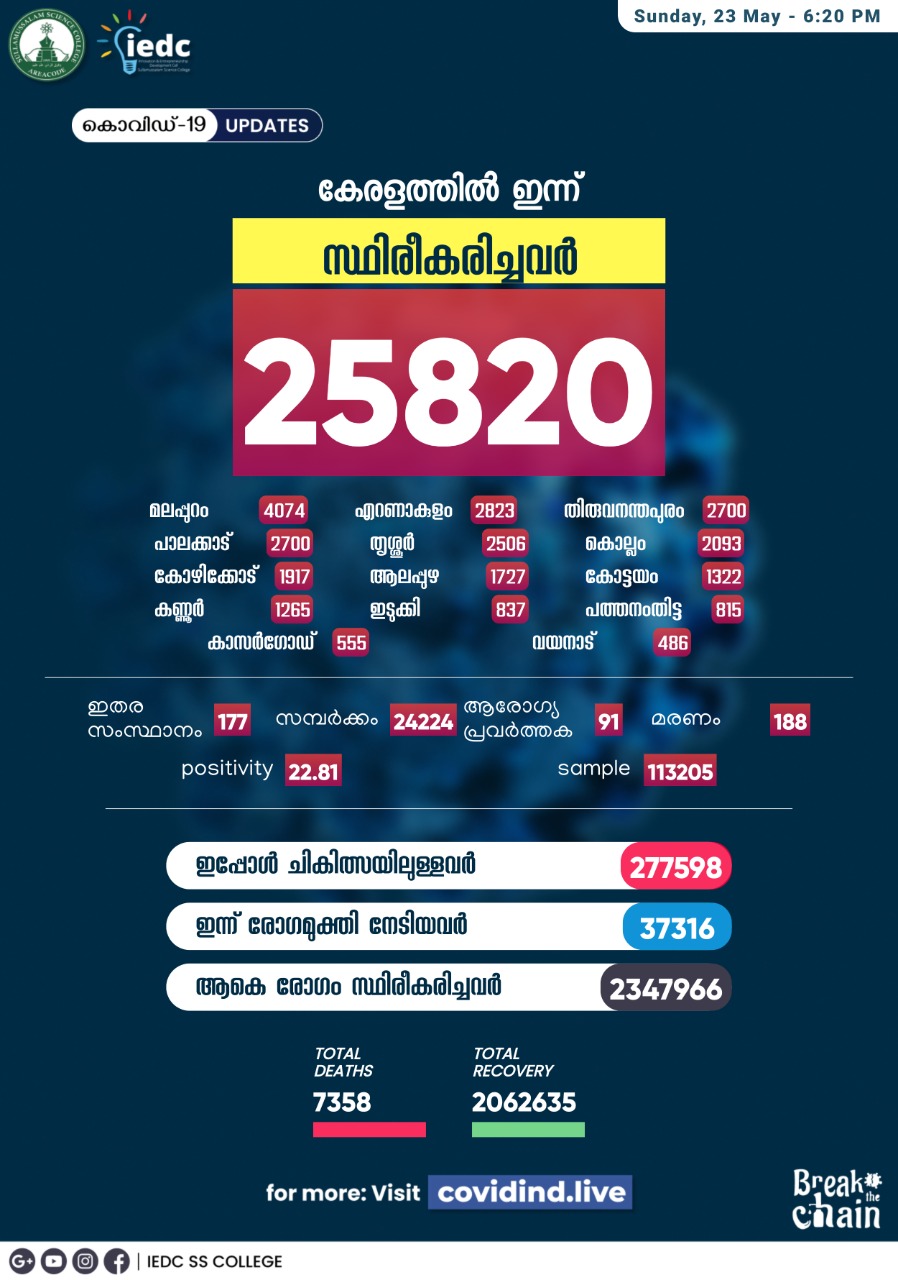 Sunday, 23 May - 6:20 PM
SULLAMUSSALAM SCIENCE COLLEGE
AREACODE
iedc
കൊവിഡ്-19 UPDATES
കേരളത്തിൽ ഇന്ന്
സ്ഥിരീകരിച്ചവർ
25820
മലപ്പുറം 4074 എറണാകുളം 2823 തിരുവനന്തപുരം 2700
പാലക്കാട് 2700 തൃശ്ശൂർ 2506 കൊല്ലം 2093
കോഴിക്കോട് 1917 ആലപ്പുഴ 1727 കോട്ടയം 1322
കണ്ണൂർ 1265 ഇടുക്കി 837 പത്തനംതിട്ട 815
കാസർഗോഡ് 555 വയനാട് 486
ഇതര
സംസ്ഥാനം 177 സമ്പർക്കം 24224 ആരോഗ്യ
പ്രവർത്തക 91 മരണം 188
positivity 22.81 sample 113205
ഇപ്പോൾ ചികിത്സയിലുള്ളവർ 277598
ഇന്ന് രോഗമുക്തി നേടിയവർ 37316
ആകെ രോഗം സ്ഥിരീകരിച്ചവർ 2347966
TOTAL
DEATHS
7358
TOTAL
RECOVERY
2062635
for more: Visit covidind.live
Break
the
chain
G+ f | IEDC SS COLLEGE